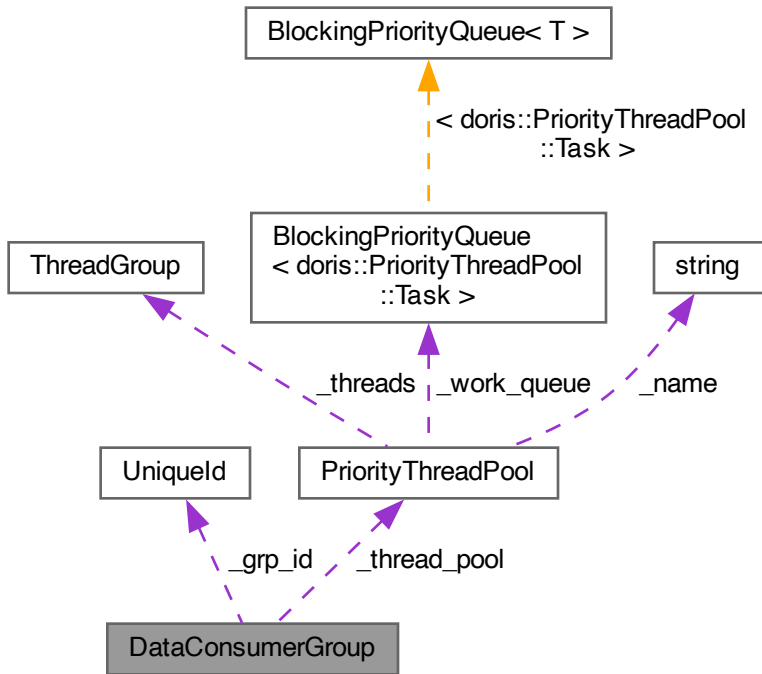 BlockingPriorityQueue< T >
< doris::PriorityThreadPool
::Task >
BlockingPriorityQueue
< doris::PriorityThreadPool
::Task >
ThreadGroup
string
_threads
_work_queue
_name
UniqueId
PriorityThreadPool
_grp_id
_thread_pool
DataConsumerGroup